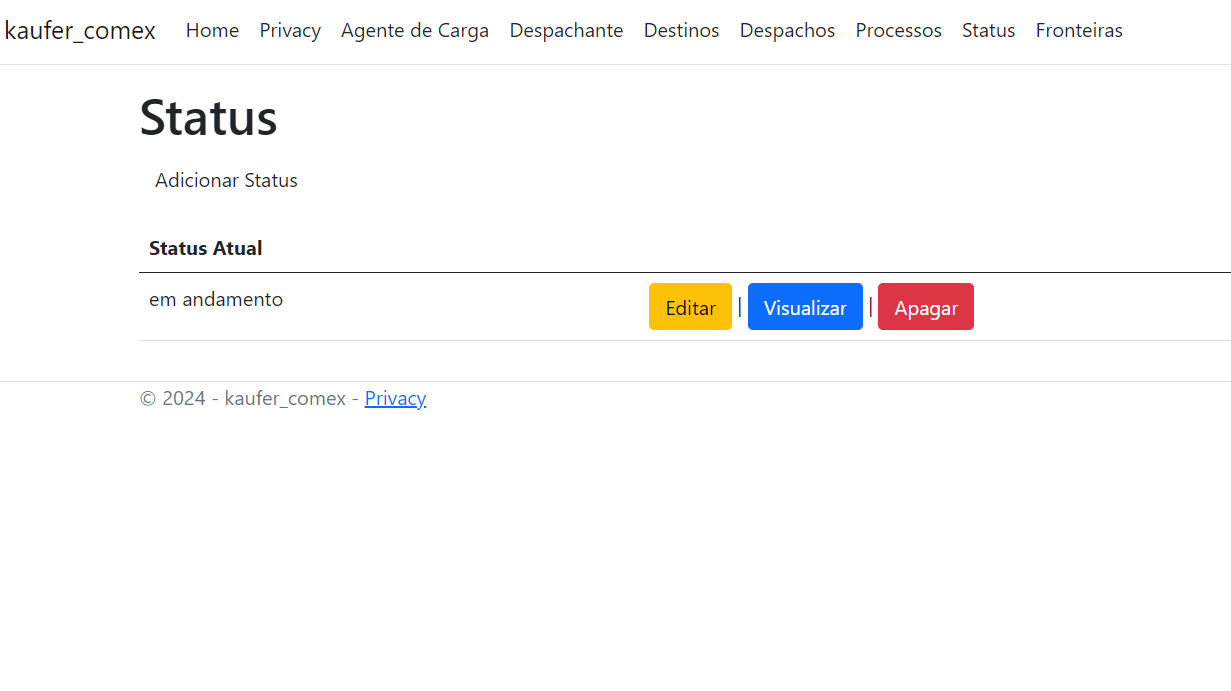 kaufer_comex Home Privacy Agente de Carga Despachante Destinos Despachos Processos Status Fronteiras
Status
Adicionar Status
Status Atual
em andamento Editar | Visualizar | Apagar
© 2024 - kaufer_comex - Privacy